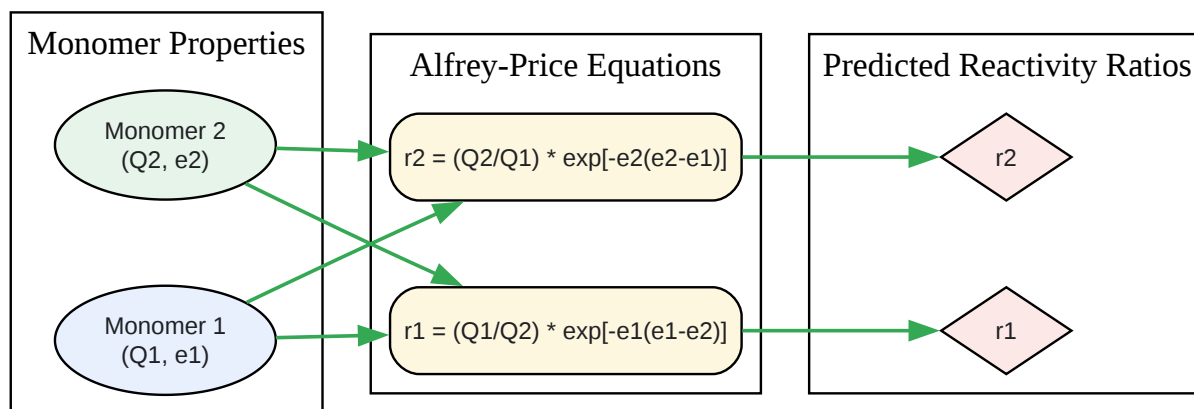 Monomer Properties
Alfrey-Price Equations
Predicted Reactivity Ratios
Monomer 2
(Q2, e2)
r2 = (Q2/Q1) * exp[-e2(e2-e1)]
r2
Monomer 1
(Q1, e1)
r1 = (Q1/Q2) * exp[-e1(e1-e2)]
r1